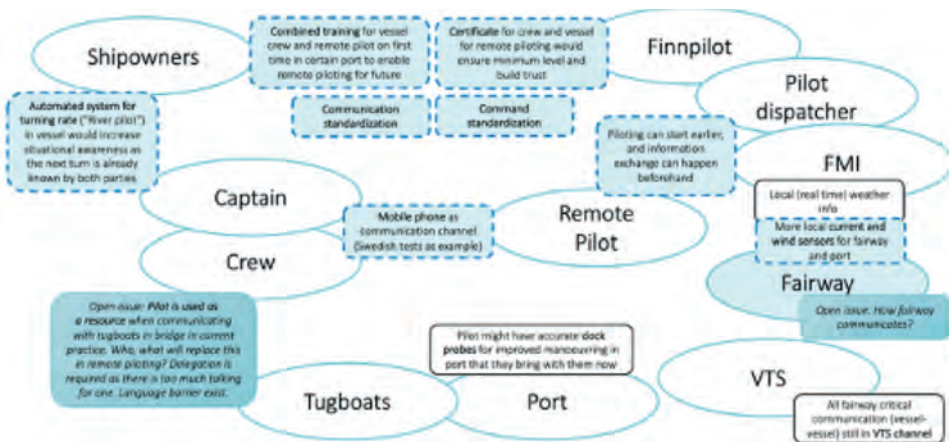 Shipowners
Combined training for vessel
crew and remote pilot on first
time in certain port to enable
remote piloting for future
Certificate for crew and vessel
for remote piloting would
ensure minimum level and
build trust
Finnpilot
Automated system for
turning rate ("River pilot")
in vessel would increase
situational awareness as
the next turn is already
known by both parties
Communication
standardization
Command
standardization
Pilot
dispatcher
Piloting can start earlier,
and information
exchange can happen
beforehand
FMI
Local (real time) weather
info
More local current and
wind sensors for fairway
and port
Captain
Mobile phone as
communication channel
(Swedish tests as example)
Remote
Pilot
Crew
Fairway
Open issue: How fairway
communicates?
Open issue: Pilot is used as
a resource when communicating
with tugboats in bridge in current
practice. Who, what will replace this
in remote piloting? Delegation is
required as there is too much talking
for one. Language barrier exist.
Pilot might have accurate dock
probes for improved manoeuvring in
port that they bring with them now
Tugboats
Port
VTS
All fairway critical
communication (vessel-
vessel) still in VTS channel